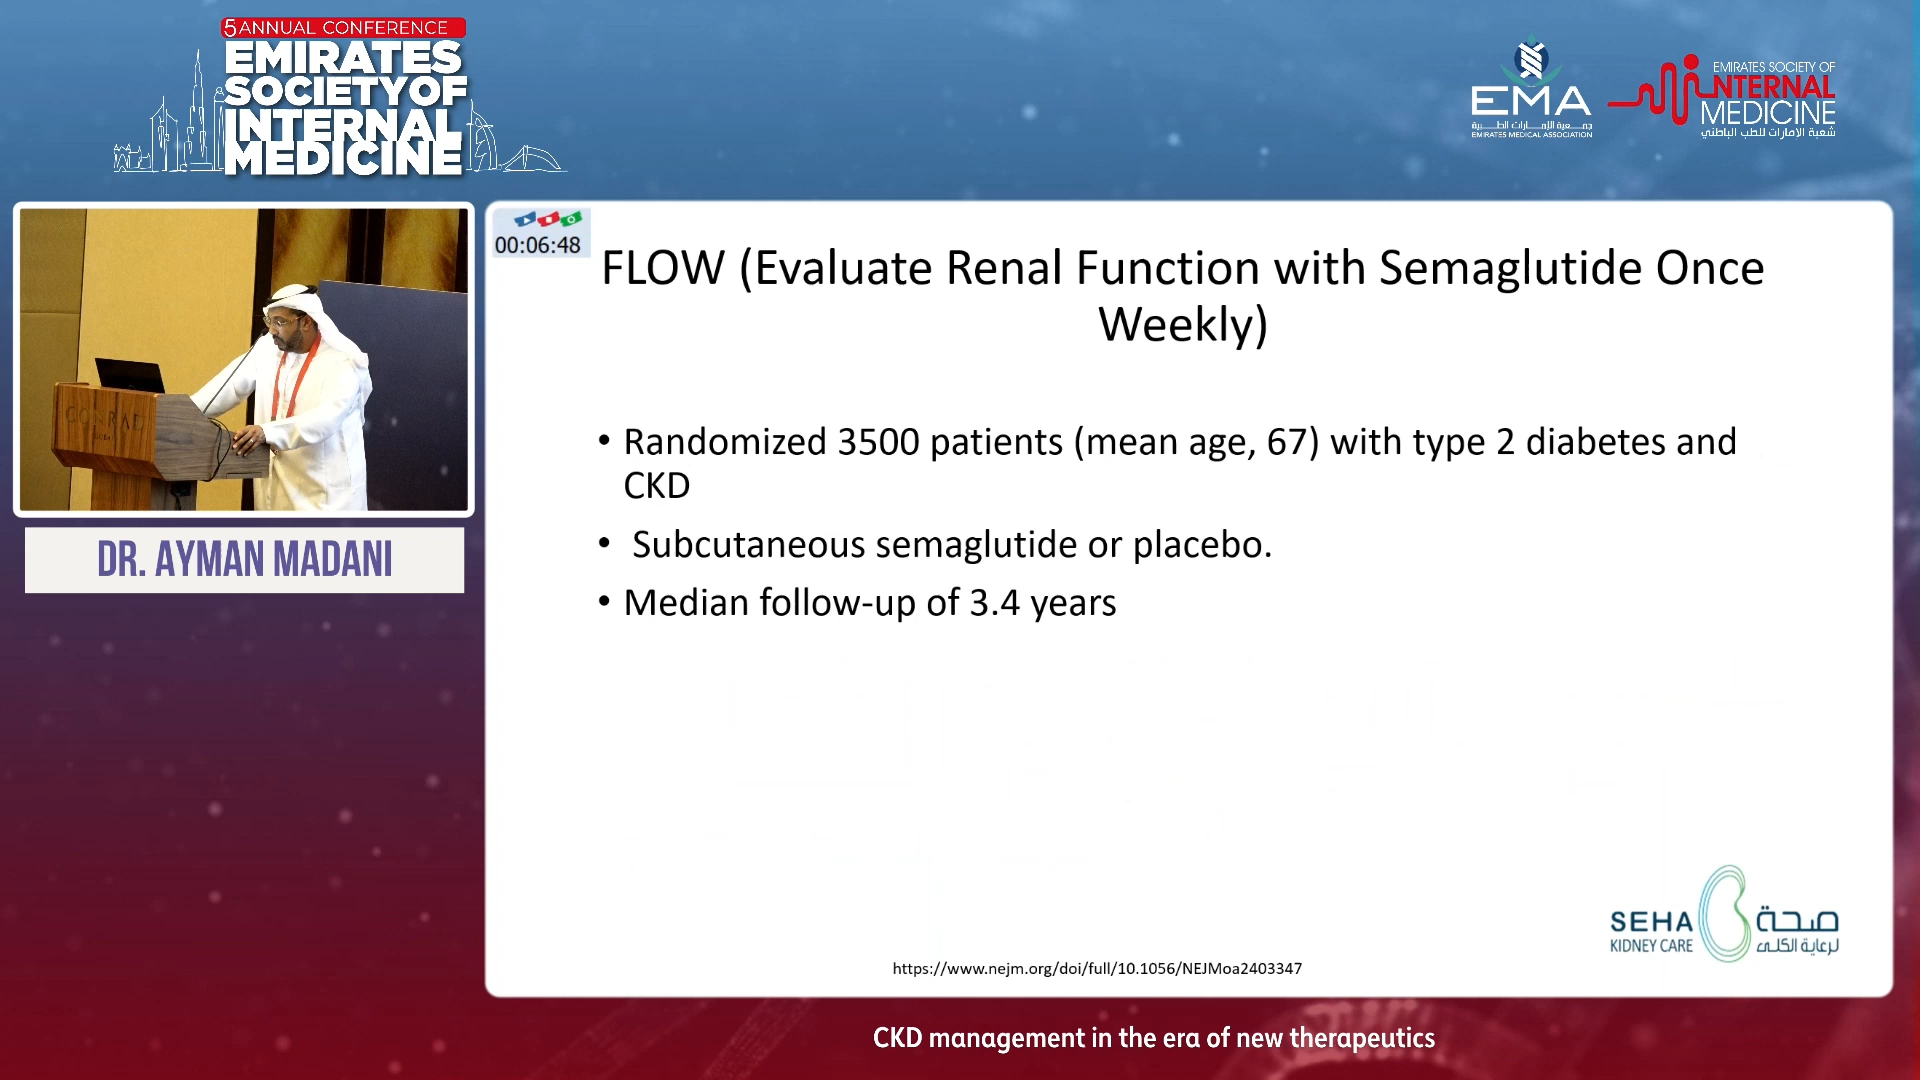 5 ANNUAL CONFERENCE
EMIRATES
SOCIETY OF
INTERNAL
MEDICINE
EMA
جمعية الإمارات الطبية
EMIRATES MEDICAL ASSOCIATION
EMIRATES SOCIETY OF
INTERNAL
MEDICINE
شعبة الإمارات للطب الباطني
CONRAD
DR. AYMAN MADANI
00:06:48
FLOW (Evaluate Renal Function with Semaglutide Once
Weekly)
• Randomized 3500 patients (mean age, 67) with type 2 diabetes and
CKD
• Subcutaneous semaglutide or placebo.
• Median follow-up of 3.4 years
SEHA
KIDNEY CARE
صحة
لرعاية الكلى
https://www.nejm.org/doi/full/10.1056/NEJMoa2403347
CKD management in the era of new therapeutics